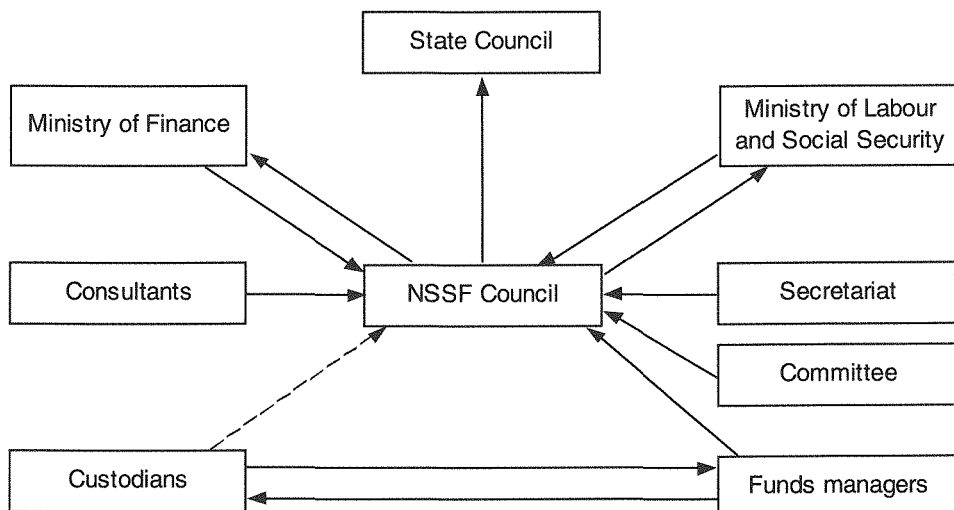 State Council
Ministry of Finance
Ministry of Labour
and Social Security
Consultants
NSSF Council
Secretariat
Committee
Custodians
Funds managers